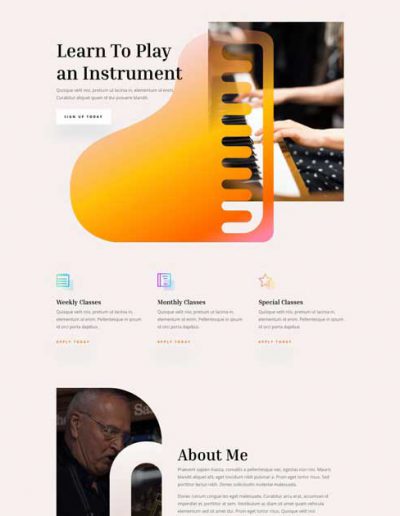 Learn To Play
an Instrument
Quisque velit nisi, pretium ut lacinia in, elementum id enim.
Curabitur aliquet quam id dui posuere blandit.
SIGN UP TODAY
Weekly Classes
Quisque velit nisi, pretium ut lacinia in,
elementum id enim. Pellentesque in ipsum
id orci porta dapibus.
APPLY TODAY
Monthly Classes
Quisque velit nisi, pretium ut lacinia in,
elementum id enim. Pellentesque in ipsum
id orci porta dapibus.
APPLY TODAY
Special Classes
Quisque velit nisi, pretium ut lacinia in,
elementum id enim. Pellentesque in ipsum
id orci porta dapibus.
APPLY TODAY
About Me
Praesent sapien massa, convallis a pellentesque nec, egestas non nisi. Mauris
blandit aliquet elit, eget tincidunt nibh pulvinar a. Proin eget tortor risus. Sed
porttitor lectus nibh. Donec sollicitudin molestie malesuada.
Donec rutrum congue leo eget malesuada. Curabitur arcu erat, accumsan id
imperdiet et, porttitor at sem. Vestibulum ac diam sit amet quam vehicula
elementum sed sit amet dui. Proin eget tortor risus. Quisque velit